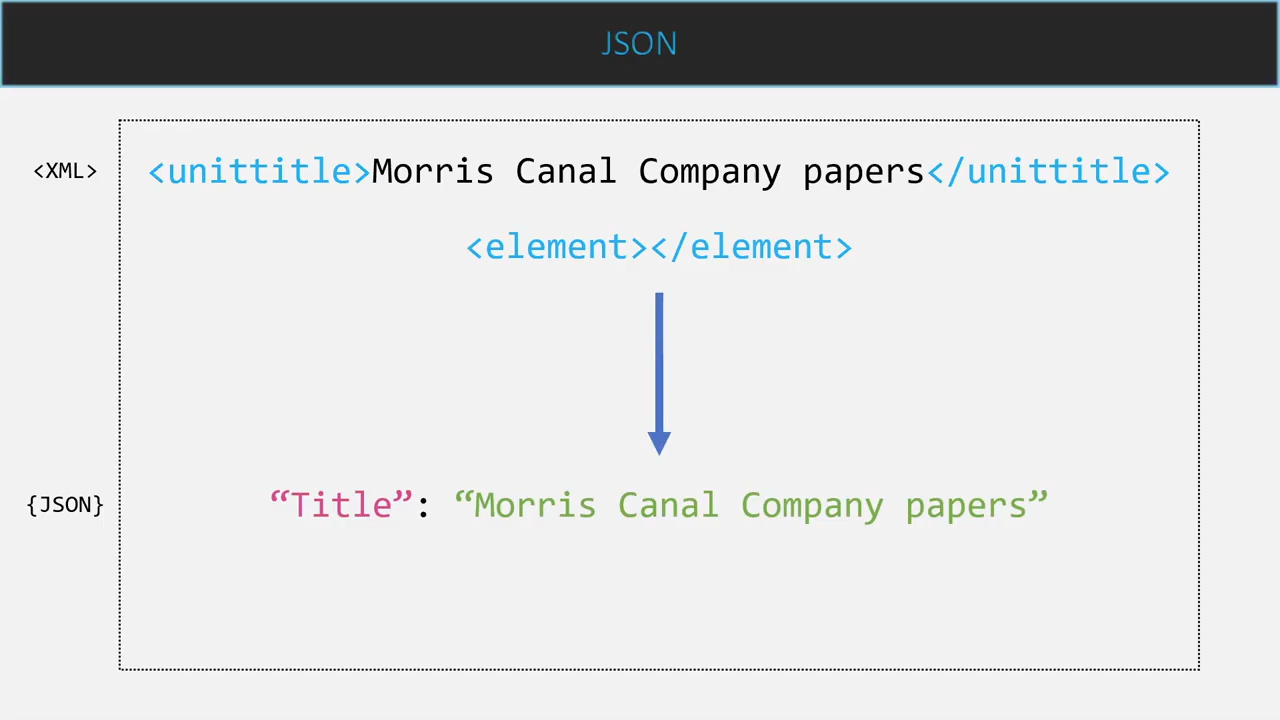 JSON
<XML>
<unittitle>Morris Canal Company papers</unittitle>
<element></element>
{JSON}
“Title”: “Morris Canal Company papers”